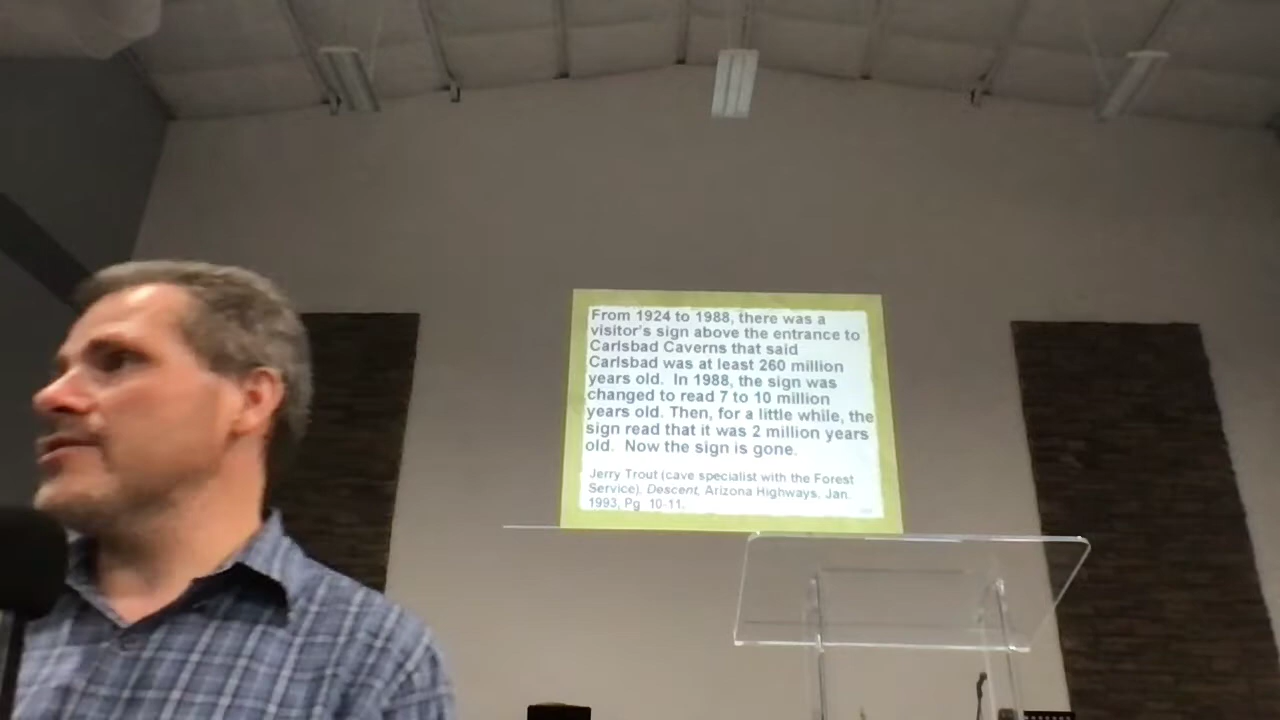 From 1924 to 1988, there was a
visitor's sign above the entrance to
Carlsbad Caverns that said
Carlsbad was at least 260 million
years old. In 1988, the sign was
changed to read 7 to 10 million
years old. Then, for a little while, the
sign read that it was 2 million years
old. Now the sign is gone.
Jerry Trout (cave specialist with the Forest
Service), Descent, Arizona Highways, Jan.
1993, Pg 10-11.